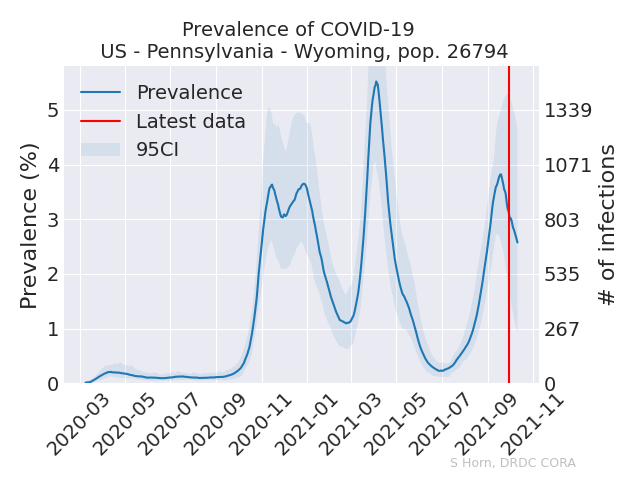 Prevalence of COVID-19
US - Pennsylvania - Wyoming, pop. 26794
Prevalence
Latest data
95CI
Prevalence (%)
5
4
3
2
1
0
1339
1071
803
535
267
0
# of infections
2020-03
2020-05
2020-07
2020-09
2020-11
2021-01
2021-03
2021-05
2021-07
2021-09
2021-11
S Horn, DRDC CORA